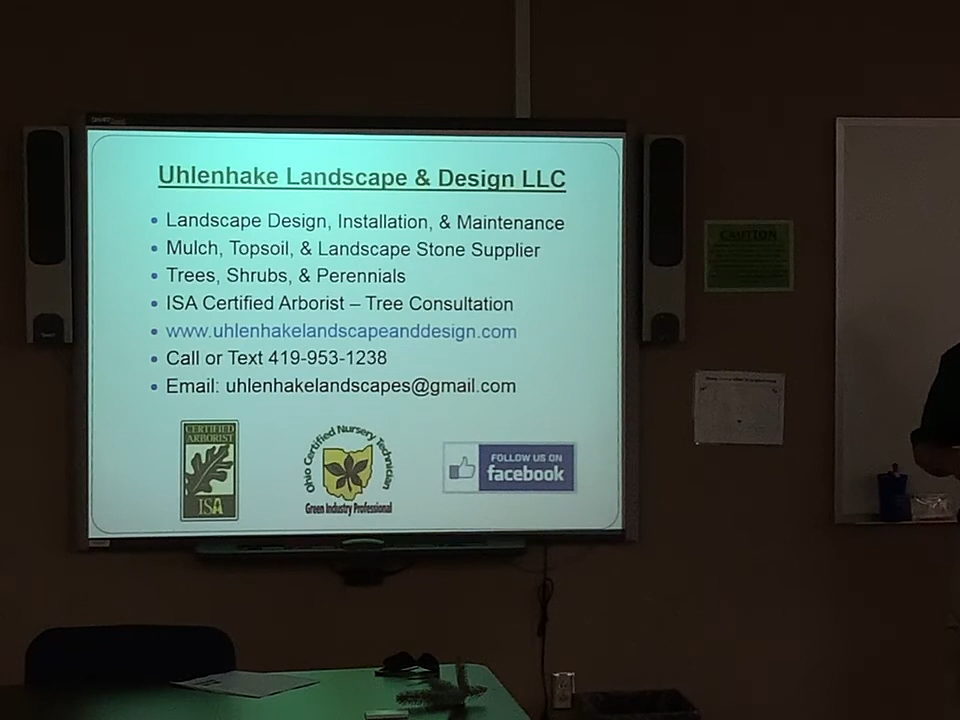 Uhlenhake Landscape & Design LLC
Landscape Design, Installation, & Maintenance
Mulch, Topsoil, & Landscape Stone Supplier
Trees, Shrubs, & Perennials
ISA Certified Arborist – Tree Consultation
www.uhlenhakelandscapeanddesign.com
Call or Text 419-953-1238
Email: uhlenhakelandscapes@gmail.com
CERTIFIED
ARBORIST
ISA
Ohio Certified Nursery Technician
Green Industry Professional
FOLLOW US ON
facebook
CAUTION